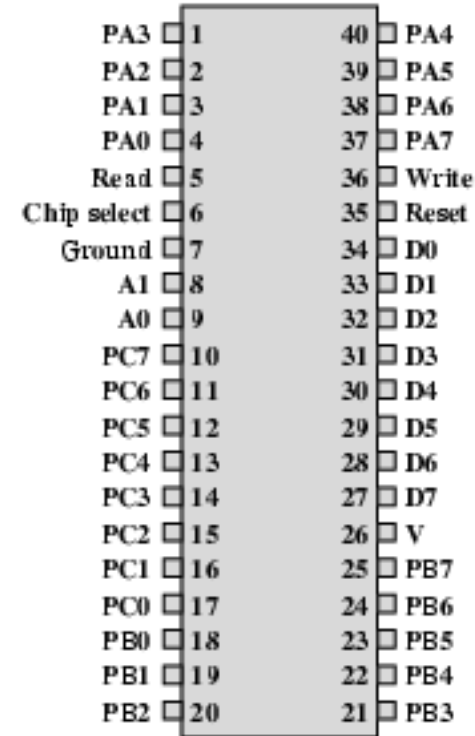 PA3 1 40 PA4
PA2 2 39 PA5
PA1 3 38 PA6
PA0 4 37 PA7
Read 5 36 Write
Chip select 6 35 Reset
Ground 7 34 D0
A1 8 33 D1
A0 9 32 D2
PC7 10 31 D3
PC6 11 30 D4
PC5 12 29 D5
PC4 13 28 D6
PC3 14 27 D7
PC2 15 26 V
PC1 16 25 PB7
PC0 17 24 PB6
PB0 18 23 PB5
PB1 19 22 PB4
PB2 20 21 PB3